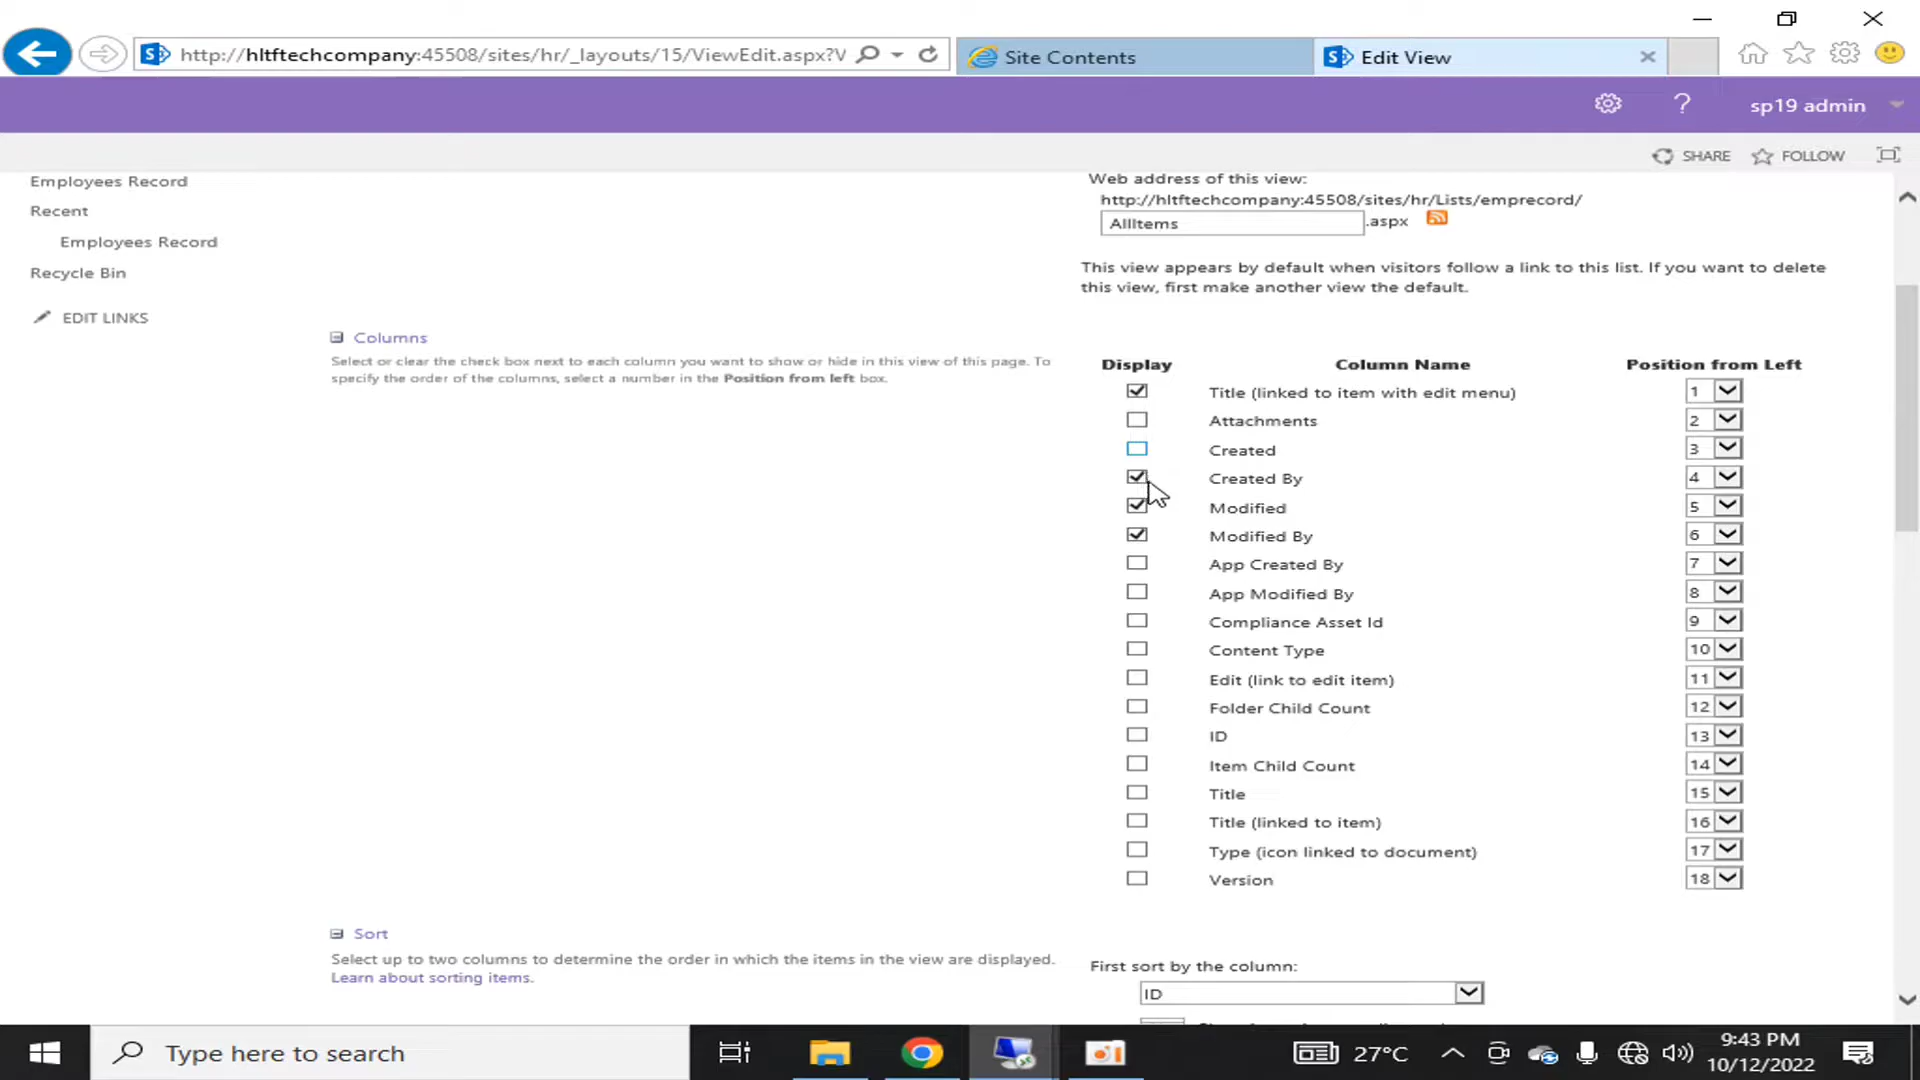 http://hltftechcompany:45508/sites/hr/_layouts/15/ViewEdit.aspx?V
Site Contents
Edit View
?
sp19 admin
SHARE
FOLLOW
Employees Record
Recent
Employees Record
Recycle Bin
EDIT LINKS
Web address of this view:
http://hltftechcompany:45508/sites/hr/Lists/emprecord/
AllItems .aspx
This view appears by default when visitors follow a link to this list. If you want to delete
this view, first make another view the default.
Columns
Select or clear the check box next to each column you want to show or hide in this view of this page. To
specify the order of the columns, select a number in the Position from left box.
Display Column Name Position from Left
Title (linked to item with edit menu) 1
Attachments 2
Created 3
Created By 4
Modified 5
Modified By 6
App Created By 7
App Modified By 8
Compliance Asset Id 9
Content Type 10
Edit (link to edit item) 11
Folder Child Count 12
ID 13
Item Child Count 14
Title 15
Title (linked to item) 16
Type (icon linked to document) 17
Version 18
Sort
Select up to two columns to determine the order in which the items in the view are displayed.
Learn about sorting items.
First sort by the column:
ID
Type here to search
27°C
9:43 PM
10/12/2022